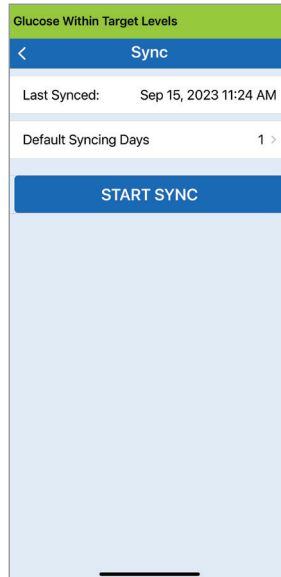 Glucose Within Target Levels
Sync
Last Synced: Sep 15, 2023 11:24 AM
Default Syncing Days 1
START SYNC